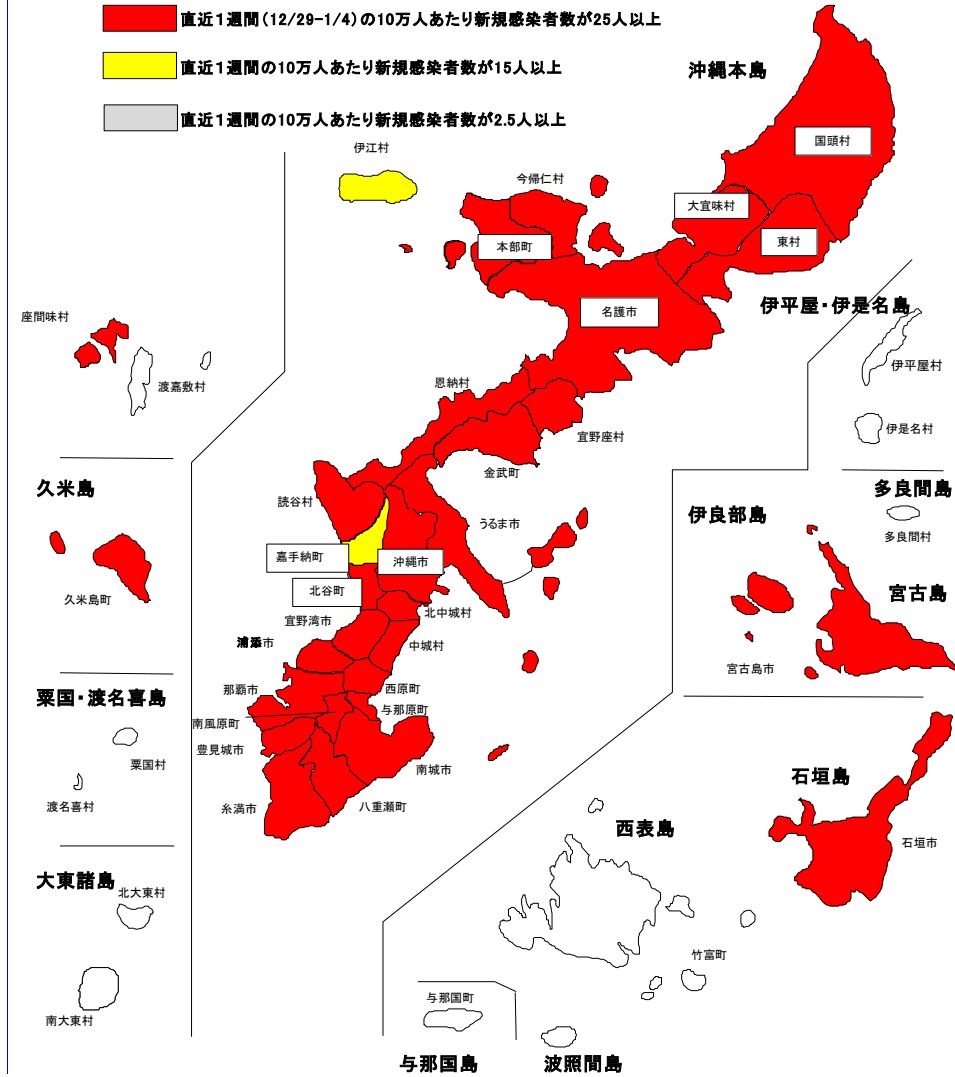 直近1週間(12/29-1/4)の10万人あたり新規感染者数が25人以上
直近1週間の10万人あたり新規感染者数が15人以上
直近1週間の10万人あたり新規感染者数が2.5人以上
沖縄本島
国頭村
伊江村
今帰仁村
大宜味村
東村
本部町
名護市
伊平屋・伊是名島
座間味村
渡嘉敷村
伊平屋村
恩納村
伊是名村
宜野座村
金武町
久米島
多良間島
読谷村
伊良部島
うるま市
多良間村
嘉手納町
沖縄市
北谷町
宮古島
久米島町
北中城村
宜野湾市
浦添市
中城村
宮古島市
那覇市
西原町
粟国・渡名喜島
与那原町
南風原町
豊見城市
粟国村
南城市
石垣島
渡名喜村
糸満市
八重瀬町
西表島
石垣市
大東諸島
北大東村
竹富町
与那国町
南大東村
与那国島
波照間島